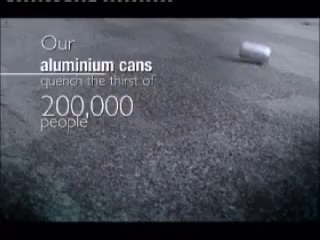 Our
aluminium cans
quench the thirst of
200,000
people